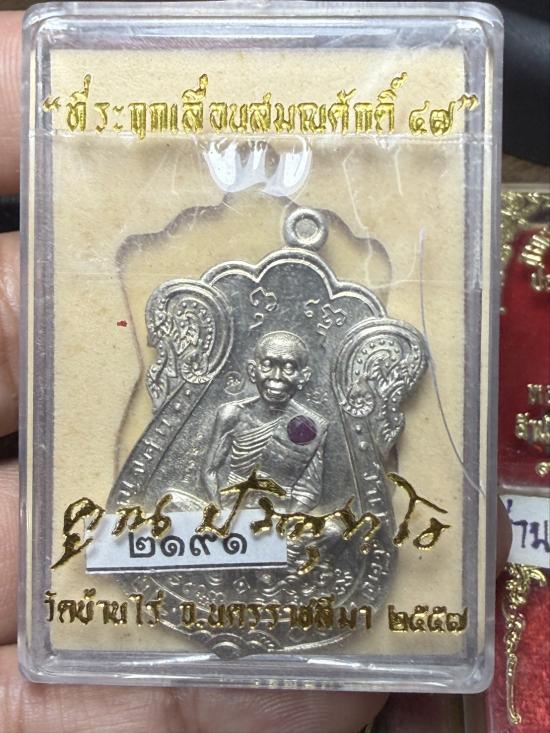 “ที่ระฤกเลื่อนสมณศักดิ์ ๔๗”
คูณ ปริสุทฺโธ
๒๑๙๑
วัดบ้านไร่ จ.นครราชสีมา ๒๕๕๗